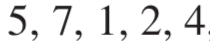 5, 7, 1, 2, 4,